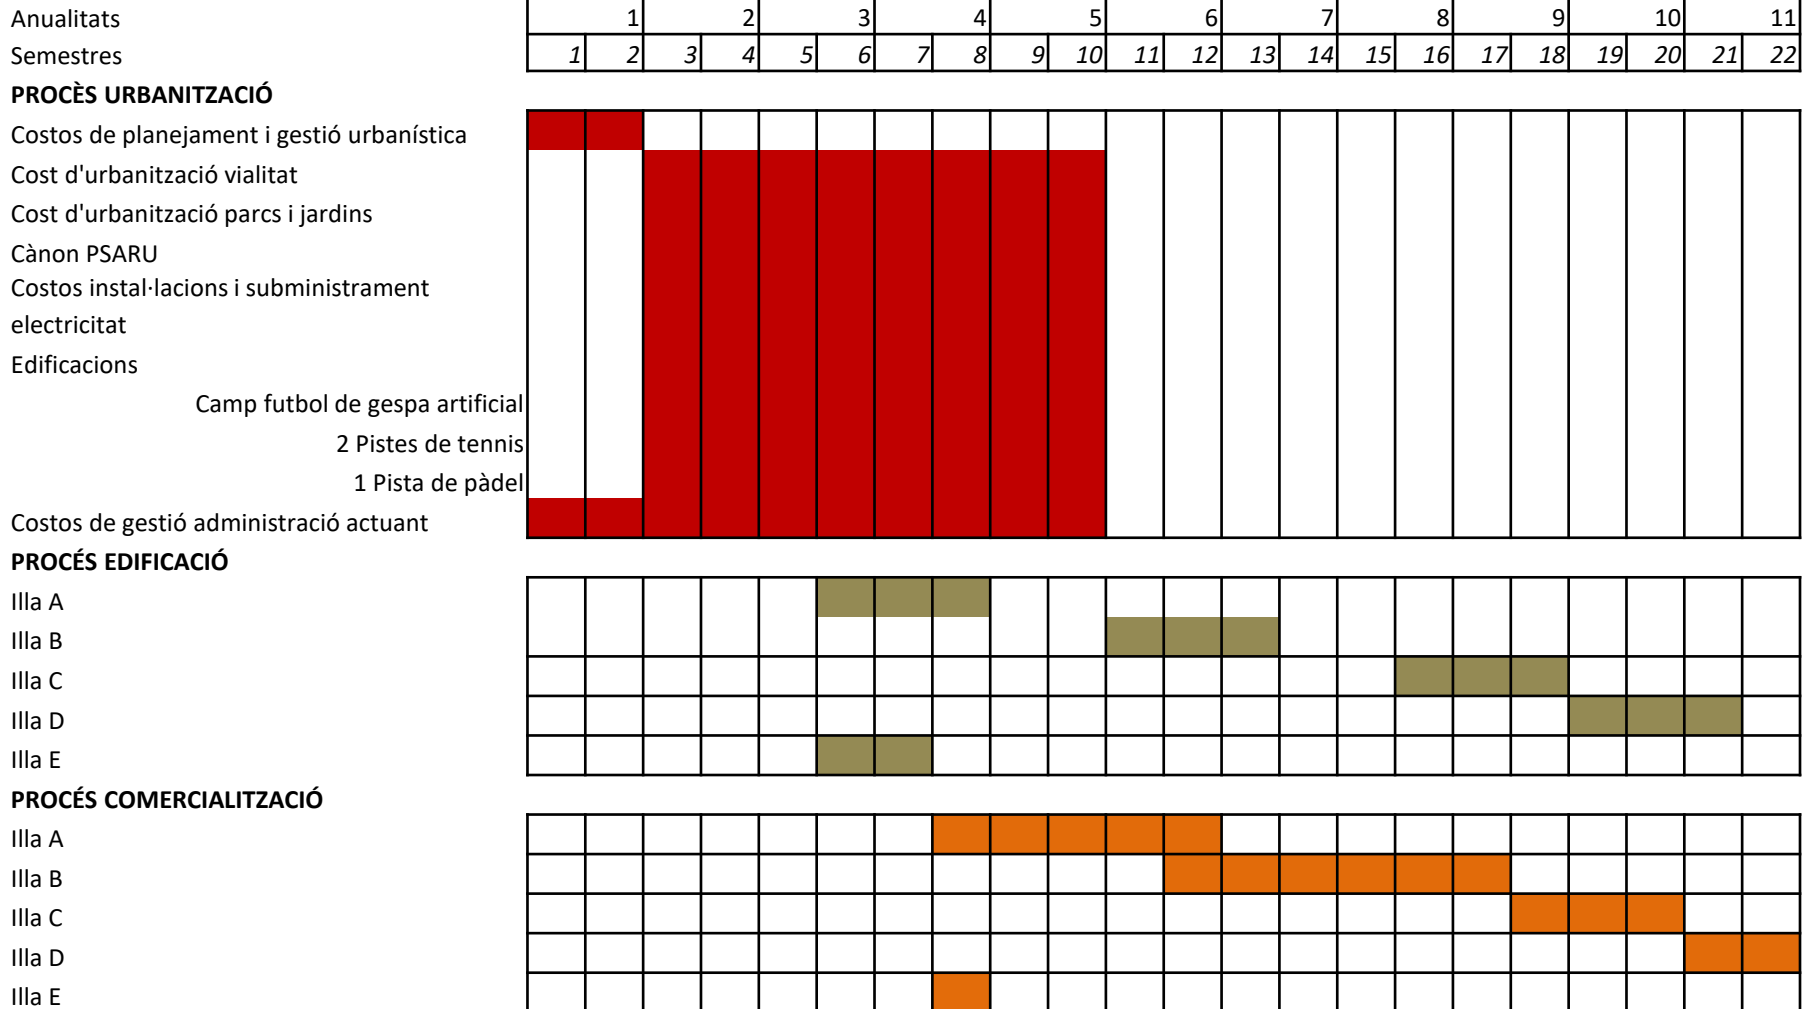 Anualitats 1 2 3 4 5 6 7 8 9 10 11
Semestres 1 2 3 4 5 6 7 8 9 10 11 12 13 14 15 16 17 18 19 20 21 22
PROCÈS URBANITZACIÓ
Costos de planejament i gestió urbanística
Cost d'urbanització vialitat
Cost d'urbanització parcs i jardins
Cànon PSARU
Costos instal·lacions i subministrament
electricitat
Edificacions
Camp futbol de gespa artificial
2 Pistes de tennis
1 Pista de pàdel
Costos de gestió administració actuant
PROCÉS EDIFICACIÓ
Illa A
Illa B
Illa C
Illa D
Illa E
PROCÉS COMERCIALITZACIÓ
Illa A
Illa B
Illa C
Illa D
Illa E